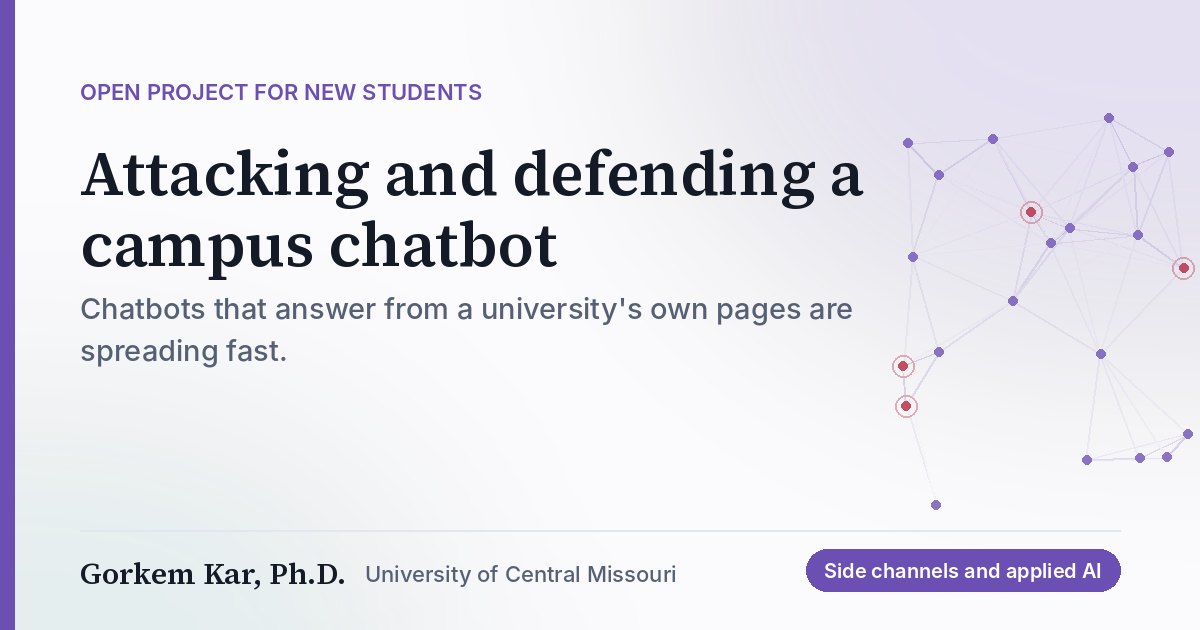 OPEN PROJECT FOR NEW STUDENTS
Attacking and defending a
campus chatbot
Chatbots that answer from a university's own pages are
spreading fast.
Gorkem Kar, Ph.D. University of Central Missouri
Side channels and applied AI